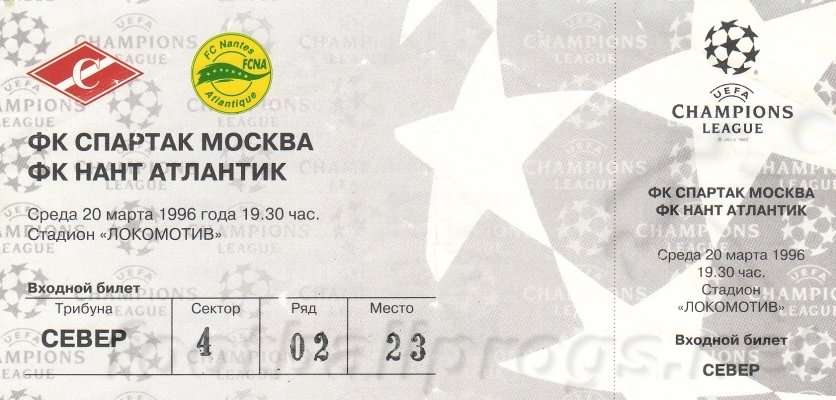 FC Nantes
FCNA
Atlantique
С
ФК СПАРТАК МОСКВА
ФК НАНТ АТЛАНТИК
Среда 20 марта 1996 года 19.30 час.
Стадион «ЛОКОМОТИВ»
Входной билет
Трибуна Сектор Ряд Место
СЕВЕР 4 02 23
UEFA
CHAMPIONS
LEAGUE
© UEFA 1992
ФК СПАРТАК МОСКВА
ФК НАНТ АТЛАНТИК
Среда 20 марта 1996
19.30 час.
Стадион
«ЛОКОМОТИВ»
Входной билет
СЕВЕР